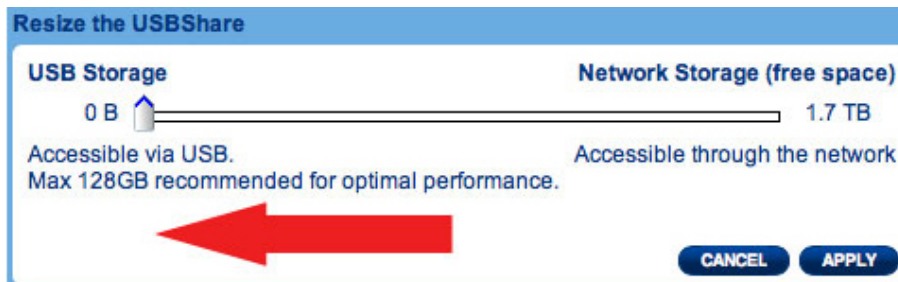 Resize the USBShare
USB Storage Network Storage (free space)
0 B 1.7 TB
Accessible via USB. Accessible through the network
Max 128GB recommended for optimal performance.
CANCEL APPLY